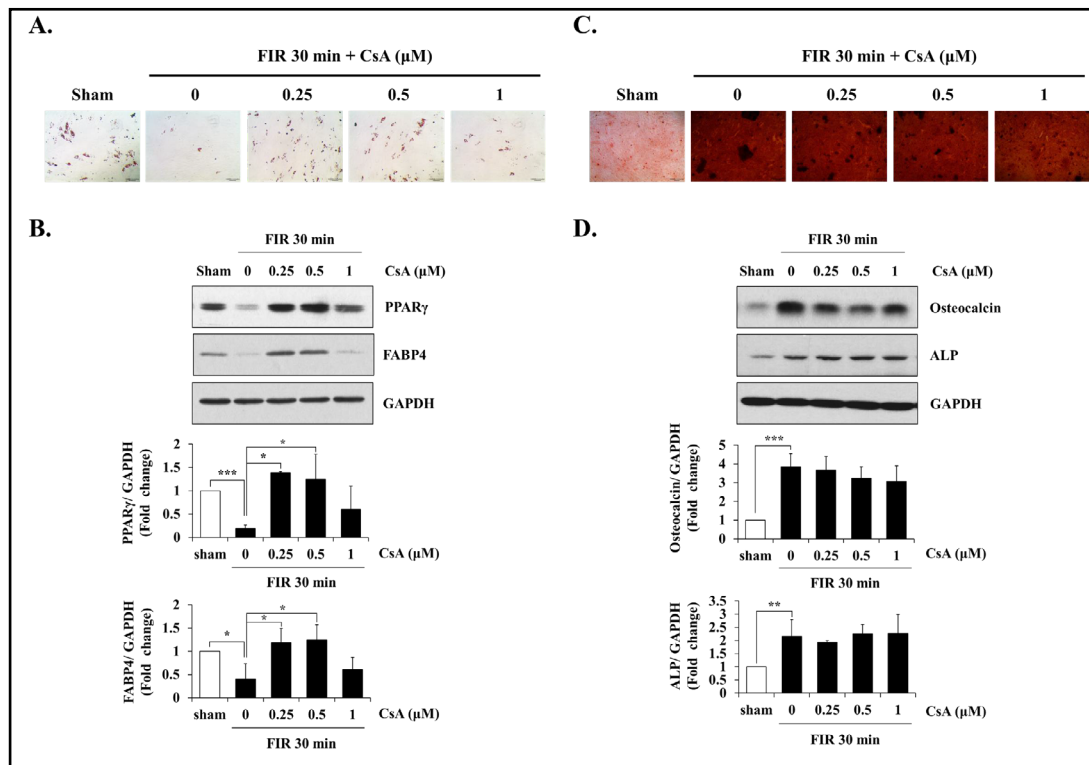 A.
FIR 30 min + CsA (μM)
Sham 0 0.25 0.5 1
B.
FIR 30 min
Sham 0 0.25 0.5 1 CsA (μM)
PPARγ
FABP4
GAPDH
PPARγ/ GAPDH
(Fold change)
2
1.5
1
0.5
0
***
*
*
sham 0 0.25 0.5 1 CsA (μM)
FIR 30 min
FABP4/ GAPDH
(Fold change)
2
1.5
1
0.5
0
*
*
*
sham 0 0.25 0.5 1 CsA (μM)
FIR 30 min
C.
FIR 30 min + CsA (μM)
Sham 0 0.25 0.5 1
D.
FIR 30 min
Sham 0 0.25 0.5 1 CsA (μM)
Osteocalcin
ALP
GAPDH
Osteocalcin/ GAPDH
(Fold change)
5
4
3
2
1
0
***
sham 0 0.25 0.5 1 CsA (μM)
FIR 30 min
ALP/ GAPDH
(Fold change)
3.5
3
2.5
2
1.5
1
0.5
0
**
sham 0 0.25 0.5 1 CsA (μM)
FIR 30 min